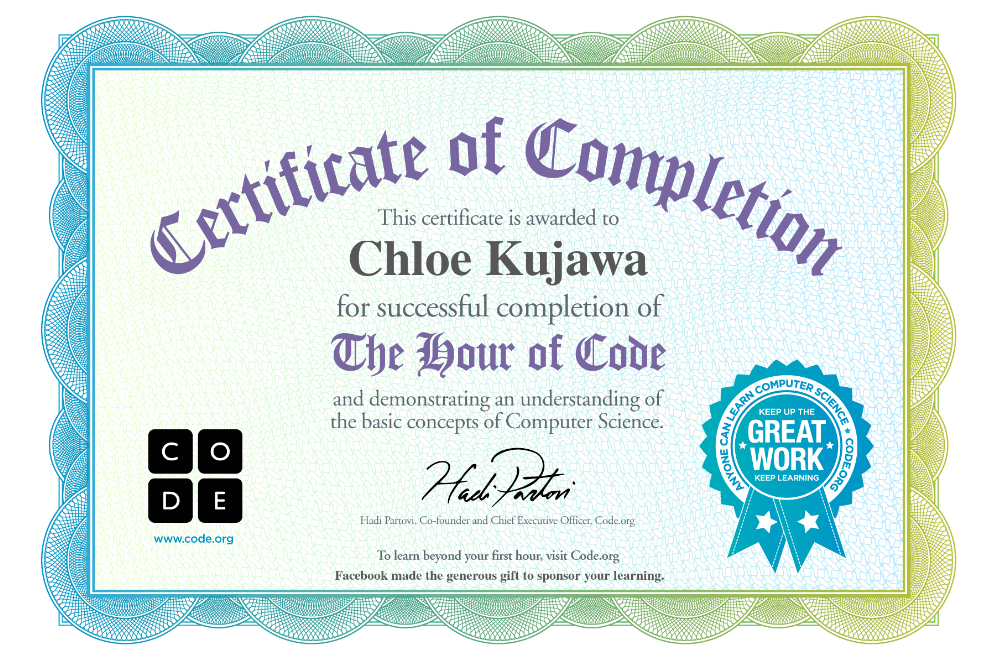 Certificate of Completion
This certificate is awarded to
Chloe Kujawa
for successful completion of
The Hour of Code
and demonstrating an understanding of
the basic concepts of Computer Science.
Hadi Partovi
Hadi Partovi, Co-founder and Chief Executive Officer, Code.org
To learn beyond your first hour, visit Code.org
Facebook made the generous gift to sponsor your learning.
C O
D E
www.code.org
ANYONE CAN LEARN COMPUTER SCIENCE ★ CODE.ORG
KEEP UP THE
GREAT
WORK
KEEP LEARNING